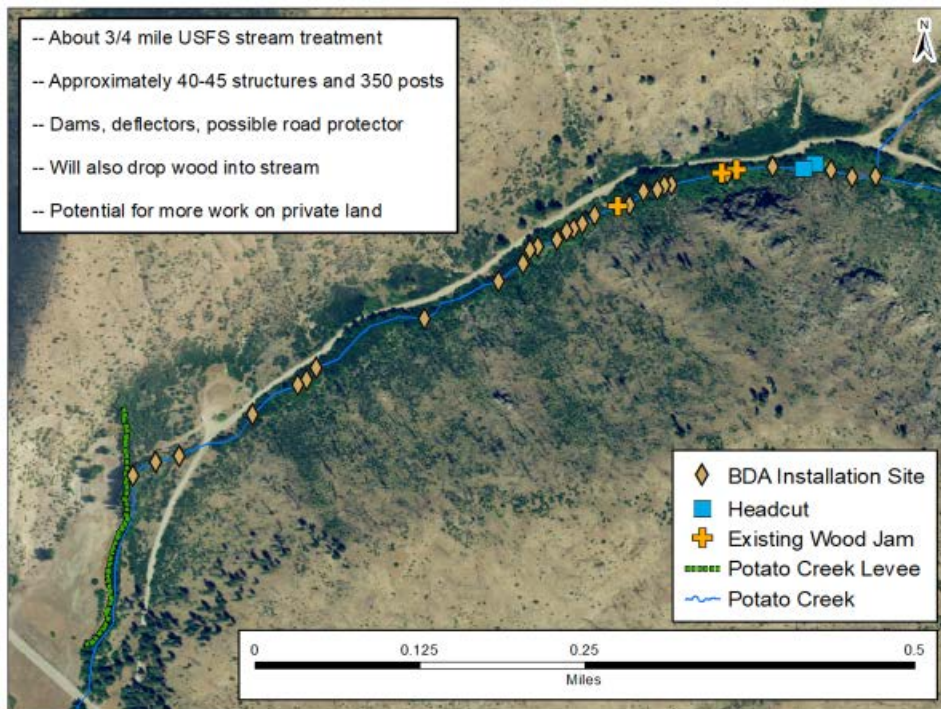 -- About 3/4 mile USFS stream treatment
-- Approximately 40-45 structures and 350 posts
-- Dams, deflectors, possible road protector
-- Will also drop wood into stream
-- Potential for more work on private land
N
BDA Installation Site
Headcut
Existing Wood Jam
Potato Creek Levee
Potato Creek
0 0.125 0.25 0.5
Miles